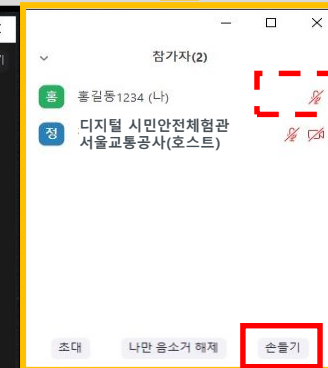 참가자(2)
홍 홍길동1234 (나)
정 디지털 시민안전체험관
서울교통공사(호스트)
초대 나만 음소거 해제 손들기